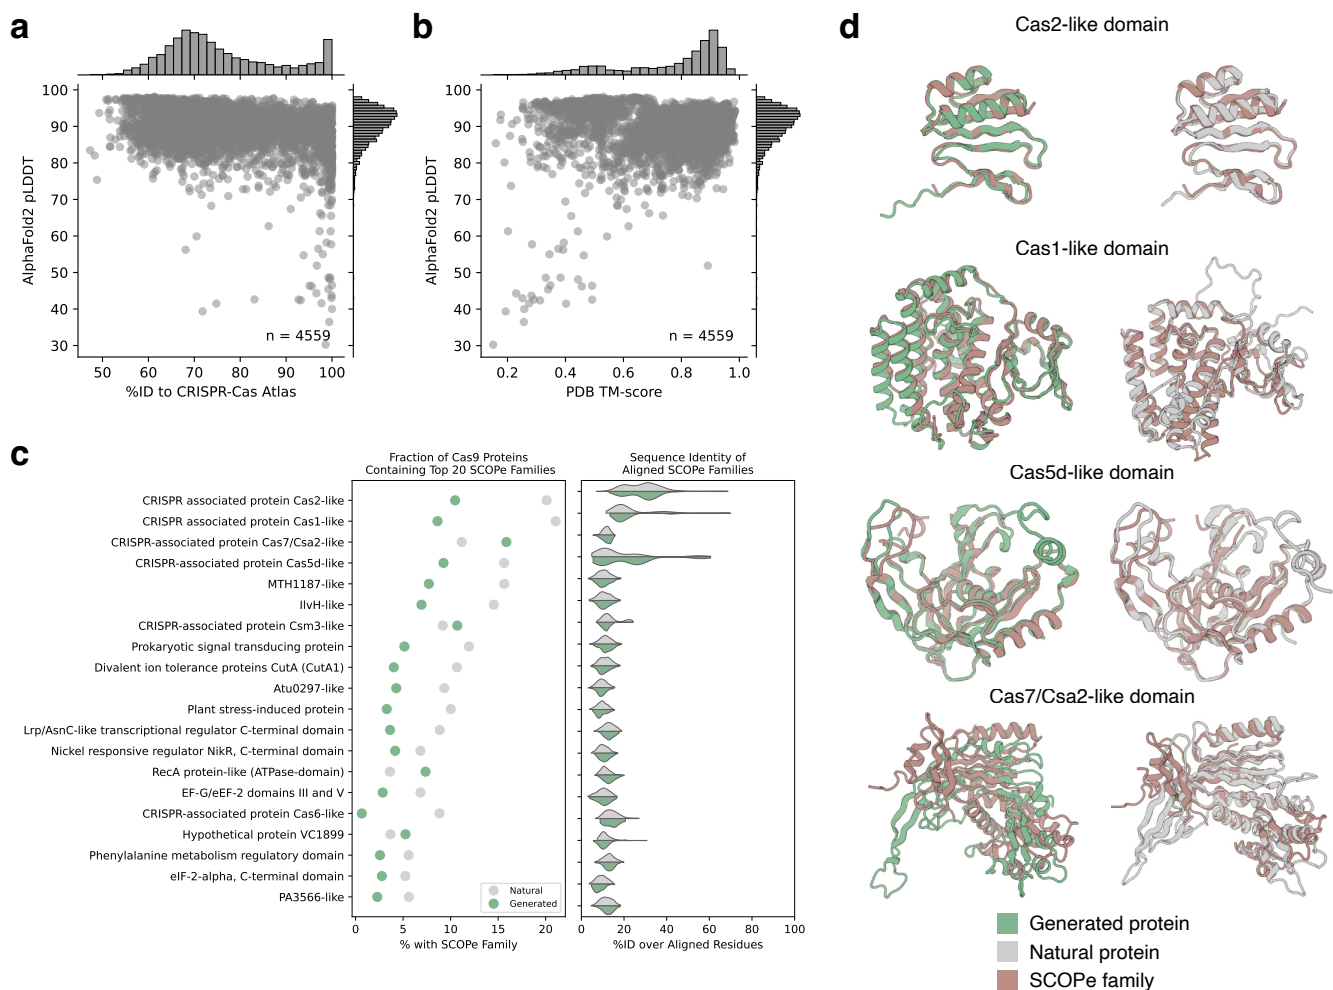 a
AlphaFold2 pLDDT
100
90
80
70
60
50
40
30
n = 4559
50 60 70 80 90 100
%ID to CRISPR-Cas Atlas
b
AlphaFold2 pLDDT
100
90
80
70
60
50
40
30
n = 4559
0.2 0.4 0.6 0.8 1.0
PDB TM-score
c
Fraction of Cas9 Proteins
Containing Top 20 SCOPe Families
Sequence Identity of
Aligned SCOPe Families
CRISPR associated protein Cas2-like
CRISPR associated protein Cas1-like
CRISPR-associated protein Cas7/Csa2-like
CRISPR-associated protein Cas5d-like
MTH1187-like
IlvH-like
CRISPR-associated protein Csm3-like
Prokaryotic signal transducing protein
Divalent ion tolerance proteins CutA (CutA1)
Atu0297-like
Plant stress-induced protein
Lrp/AsnC-like transcriptional regulator C-terminal domain
Nickel responsive regulator NikR, C-terminal domain
RecA protein-like (ATPase-domain)
EF-G/eEF-2 domains III and V
CRISPR-associated protein Cas6-like
Hypothetical protein VC1899
Phenylalanine metabolism regulatory domain
eIF-2-alpha, C-terminal domain
PA3566-like
Natural
Generated
0 5 10 15 20
% with SCOPe Family
0 20 40 60 80 100
%ID over Aligned Residues
d
Cas2-like domain
Cas1-like domain
Cas5d-like domain
Cas7/Csa2-like domain
Generated protein
Natural protein
SCOPe family